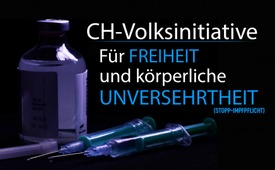 CH-Volksinitiative
Für FREIHEIT
und körperliche
UNVERSEHRTHEIT
(STOPP-IMPFPFLICHT)